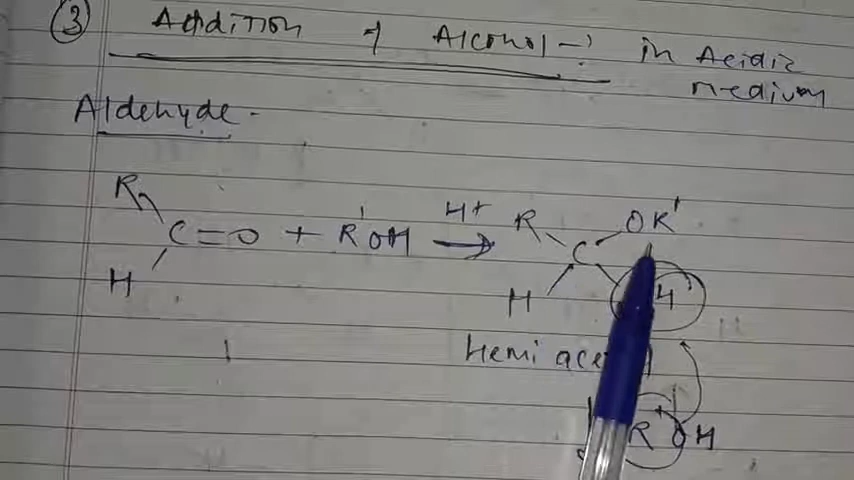 ③ Addition of Alcohol → in Acidic
medium
Aldehyde -
R C=O + R'OH H+ → R C OR'
H H H
Hemi ace
R OH